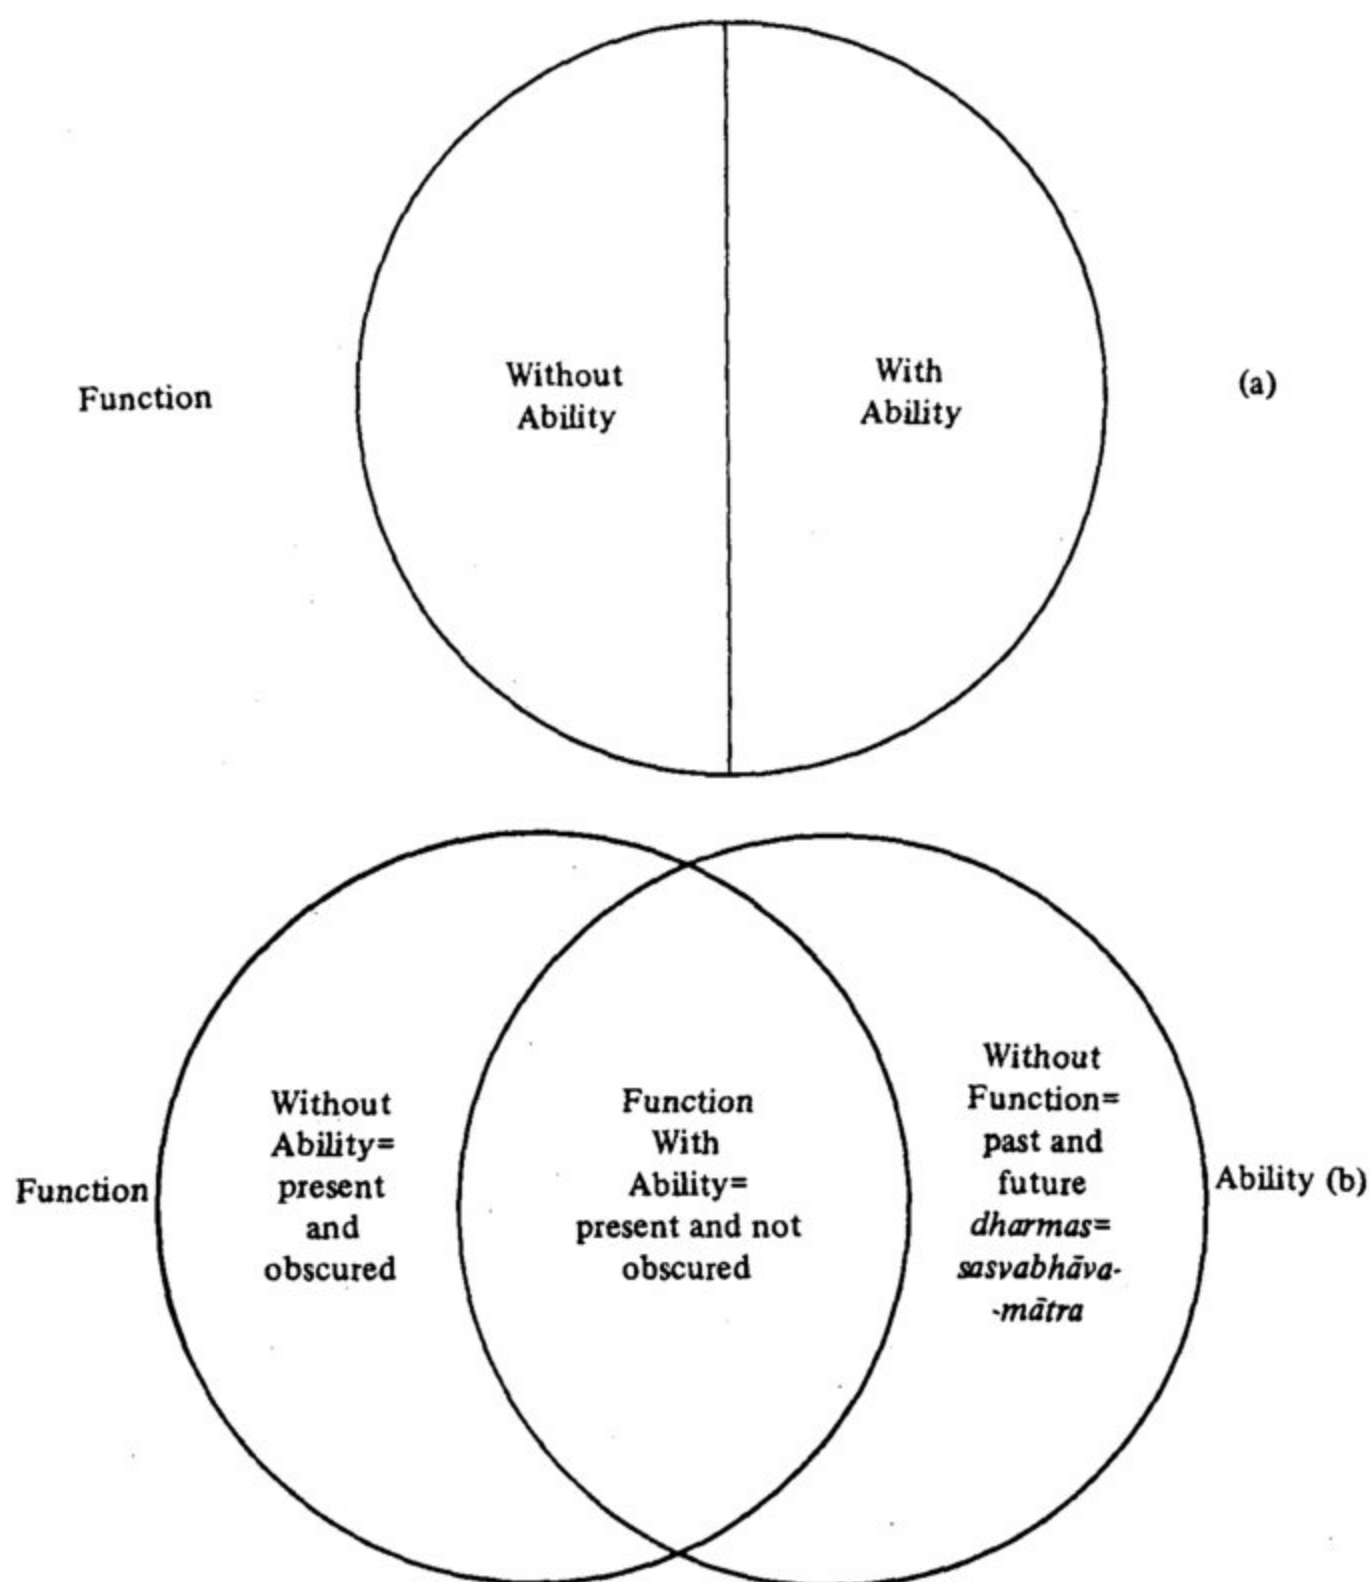 Function
Without
Ability
With
Ability
(a)
Function
Without
Ability=
present
and
obscured
Function
With
Ability=
present and not
obscured
Without
Function=
past and
future
dharmas=
sasvabhāva-
-mātra
Ability (b)